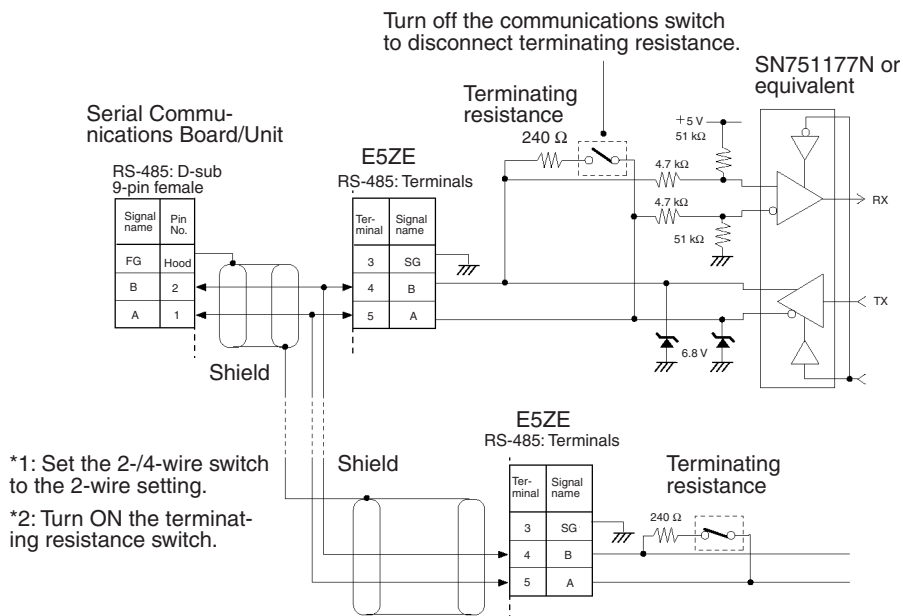 Turn off the communications switch
to disconnect terminating resistance.
SN751177N or
equivalent
Terminating
resistance
240 Ω
+5 V
51 kΩ
4.7 kΩ
4.7 kΩ
51 kΩ
RX
TX
6.8 V
Serial Commu-
nications Board/Unit
RS-485: D-sub
9-pin female
Signal name Pin No.
FG Hood
B 2
A 1
Shield
E5ZE
RS-485: Terminals
Ter-minal Signal name
3 SG
4 B
5 A
*1: Set the 2-/4-wire switch
to the 2-wire setting.
*2: Turn ON the terminat-
ing resistance switch.
Shield
E5ZE
RS-485: Terminals
Ter-minal Signal name
3 SG
4 B
5 A
Terminating
resistance
240 Ω